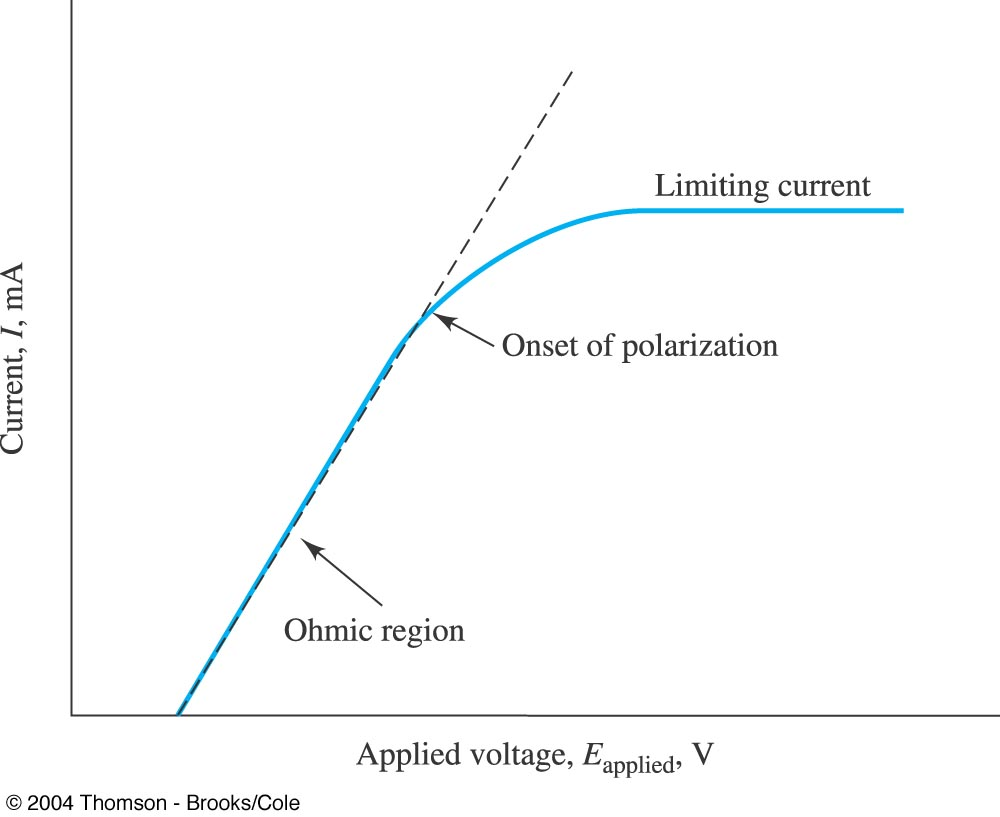 Limiting current
Onset of polarization
Current, I, mA
Ohmic region
Applied voltage, Eapplied, V
© 2004 Thomson - Brooks/Cole